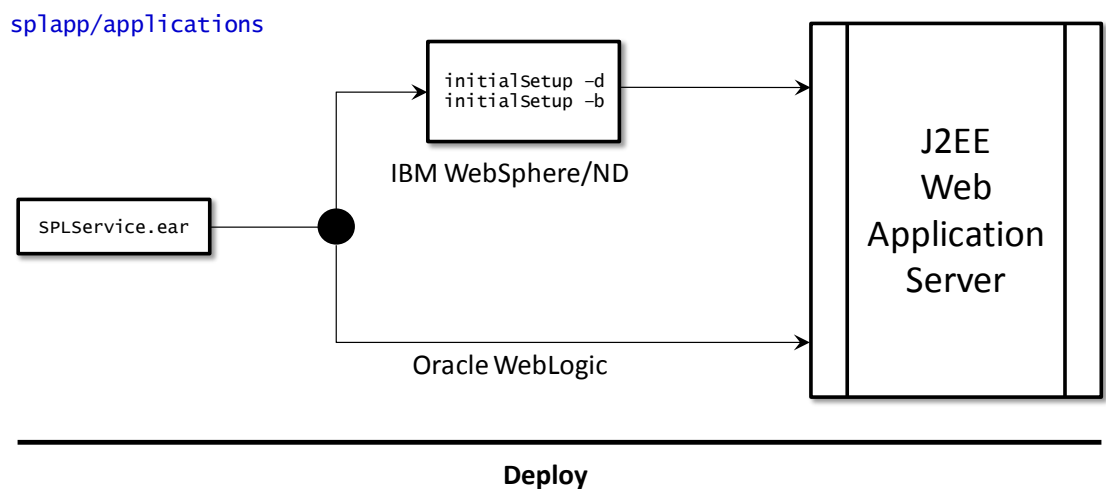 splapp/applications
initialSetup –d
initialSetup –b
IBM WebSphere/ND
SPLService.ear
J2EE
Web
Application
Server
Oracle WebLogic
Deploy